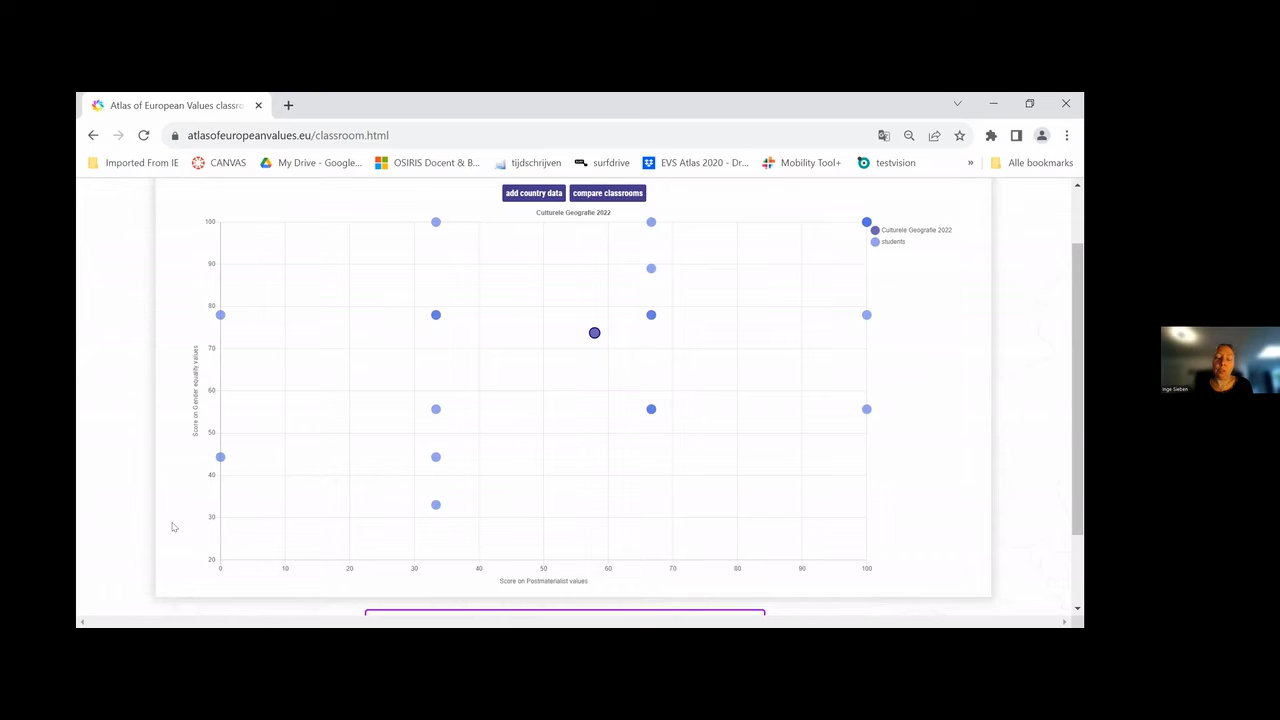 Atlas of European Values classro
atlasofeuropeanvalues.eu/classroom.html
Imported From IE CANVAS My Drive - Google... OSIRIS Docent & B... tijdschrijven surfdrive EVS Atlas 2020 - Dr... Mobility Tool+ testvision » Alle bookmarks
add country data compare classrooms
Culturele Geografie 2022
100
90
80
70
60
50
40
30
20
Score on Gender equality values
0 10 20 30 40 50 60 70 80 90 100
Score on Postmaterialist values
Culturele Geografie 2022
students
Inge Sieben